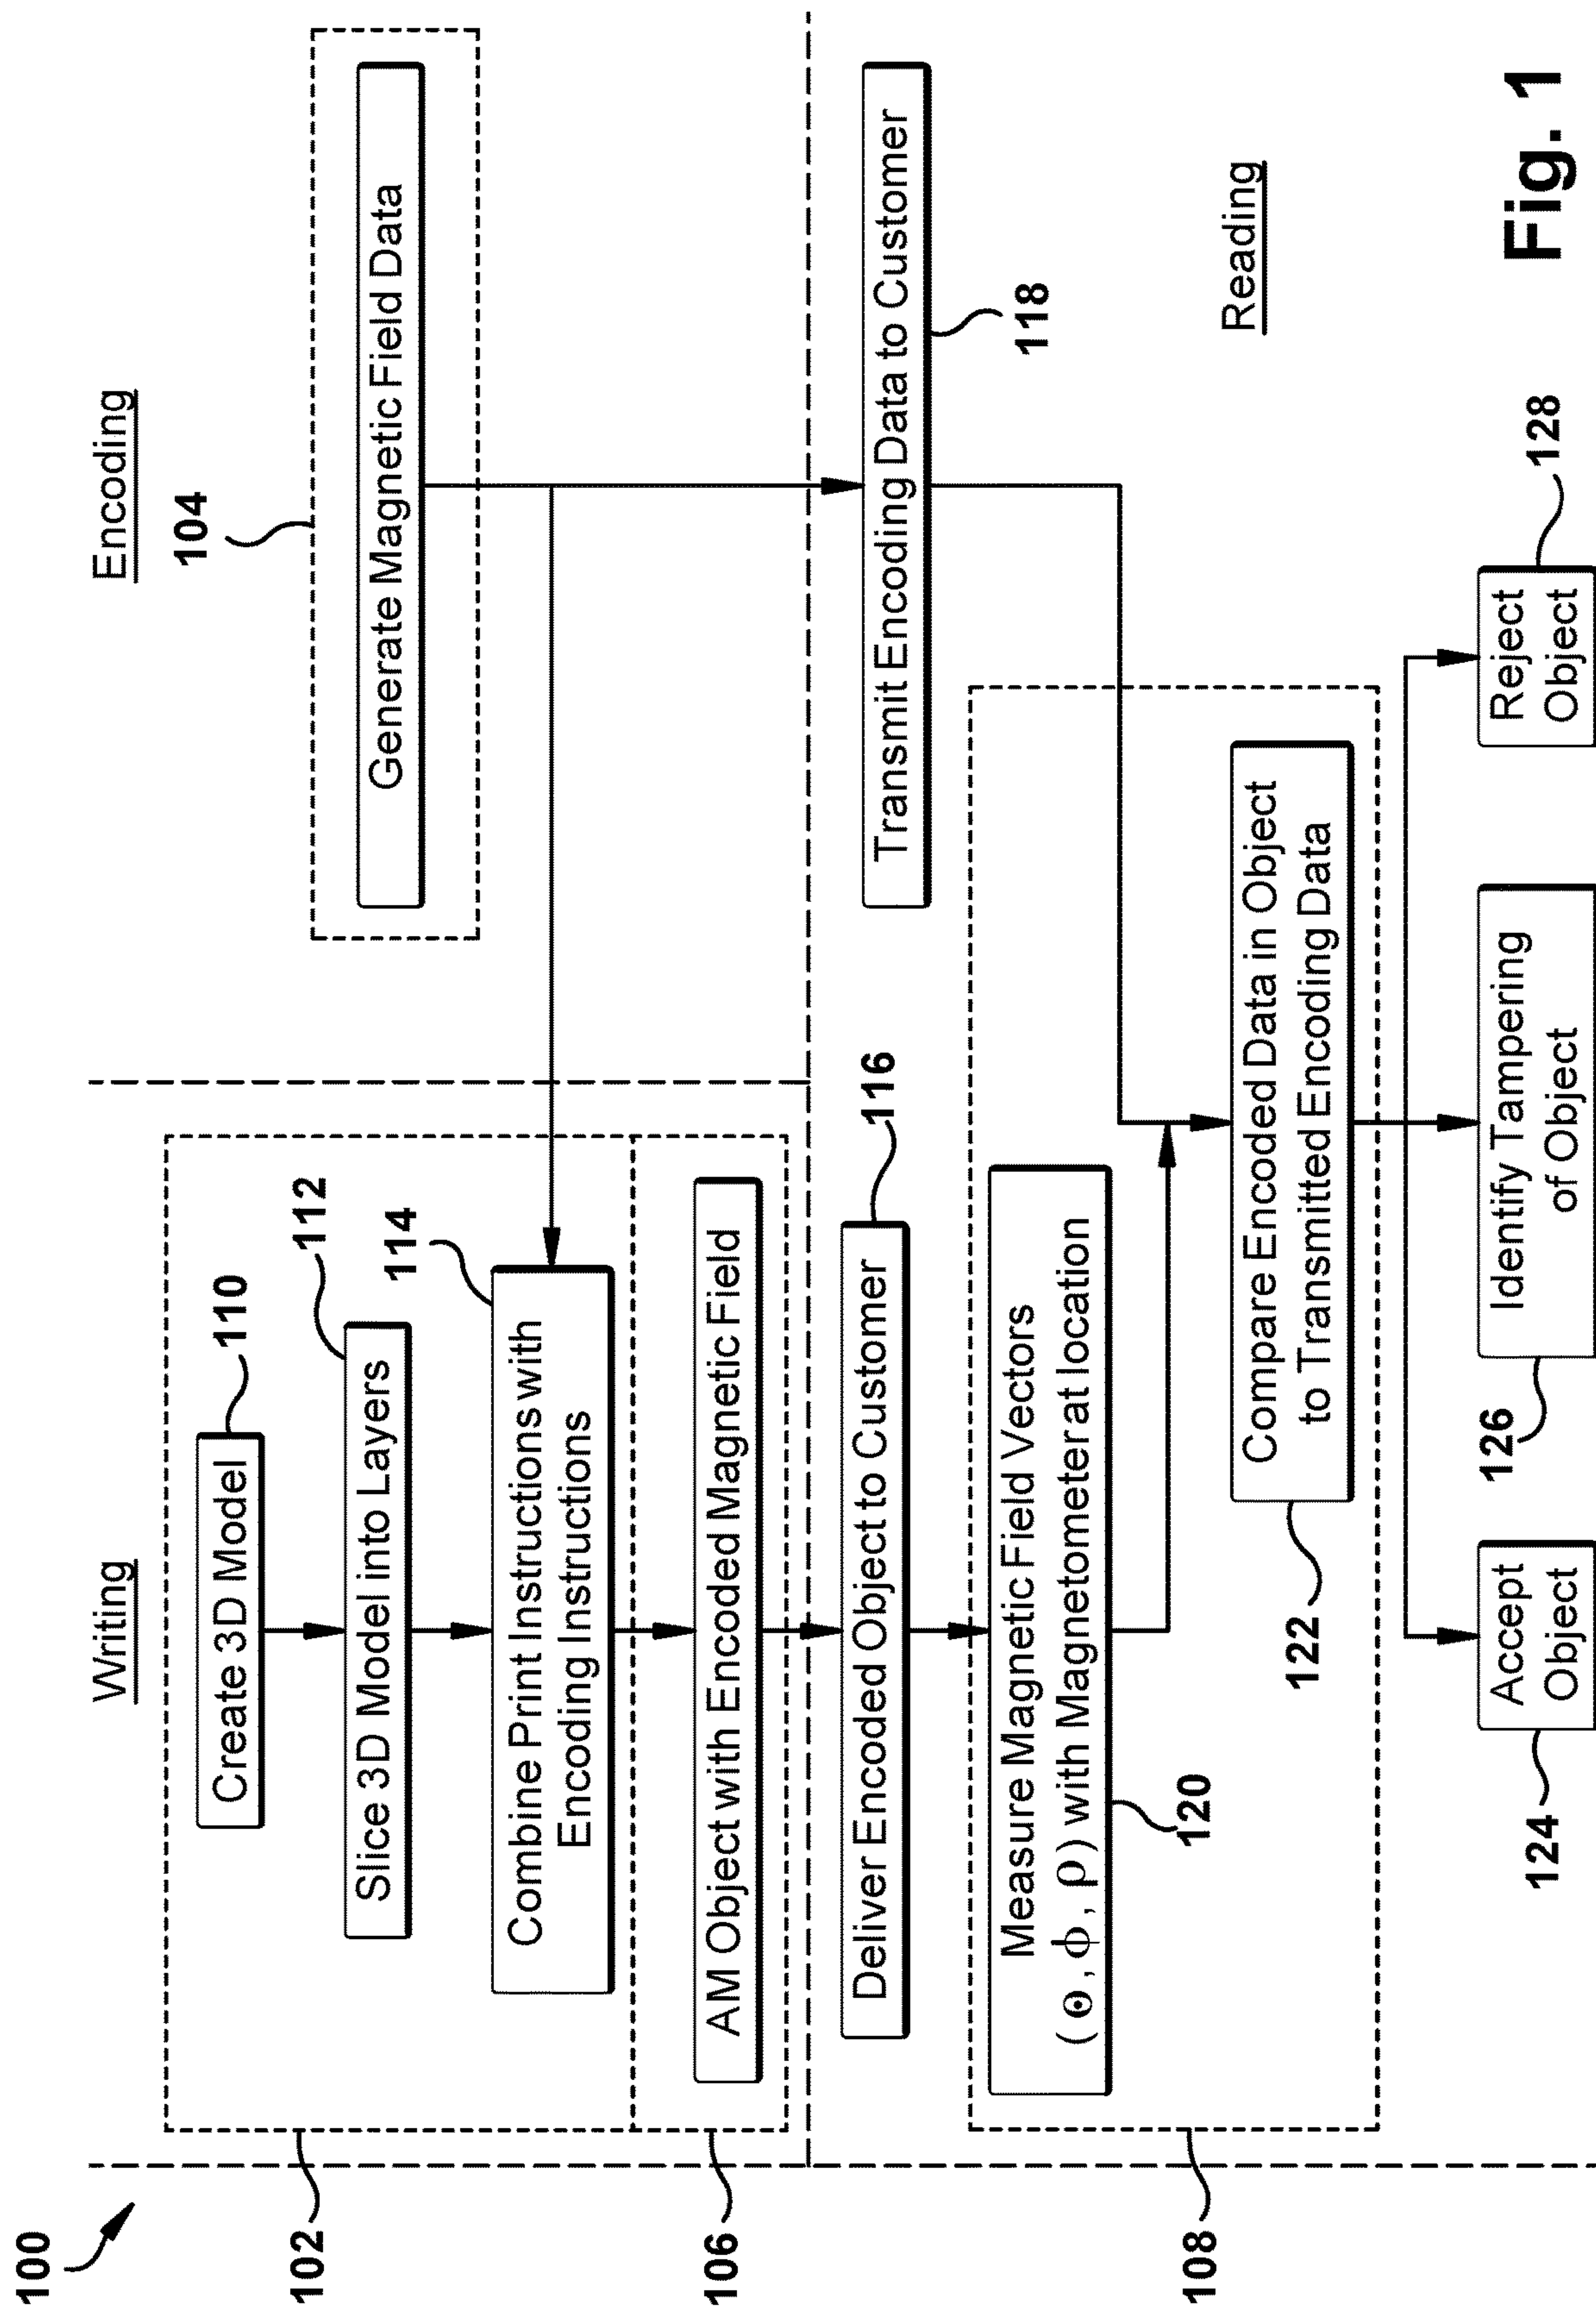 100
Writing
Encoding
104
102
Create 3D Model
110
Generate Magnetic Field Data
Slice 3D Model into Layers
112
Combine Print Instructions with
Encoding Instructions
114
106
AM Object with Encoded Magnetic Field
Deliver Encoded Object to Customer
116
Transmit Encoding Data to Customer
118
108
Measure Magnetic Field Vectors
(Θ, ϕ, ρ) with Magnetometer at location
120
Reading
Compare Encoded Data in Object
to Transmitted Encoding Data
122
Accept
Object
124
Identify Tampering
of Object
126
Reject
Object
128
Fig. 1